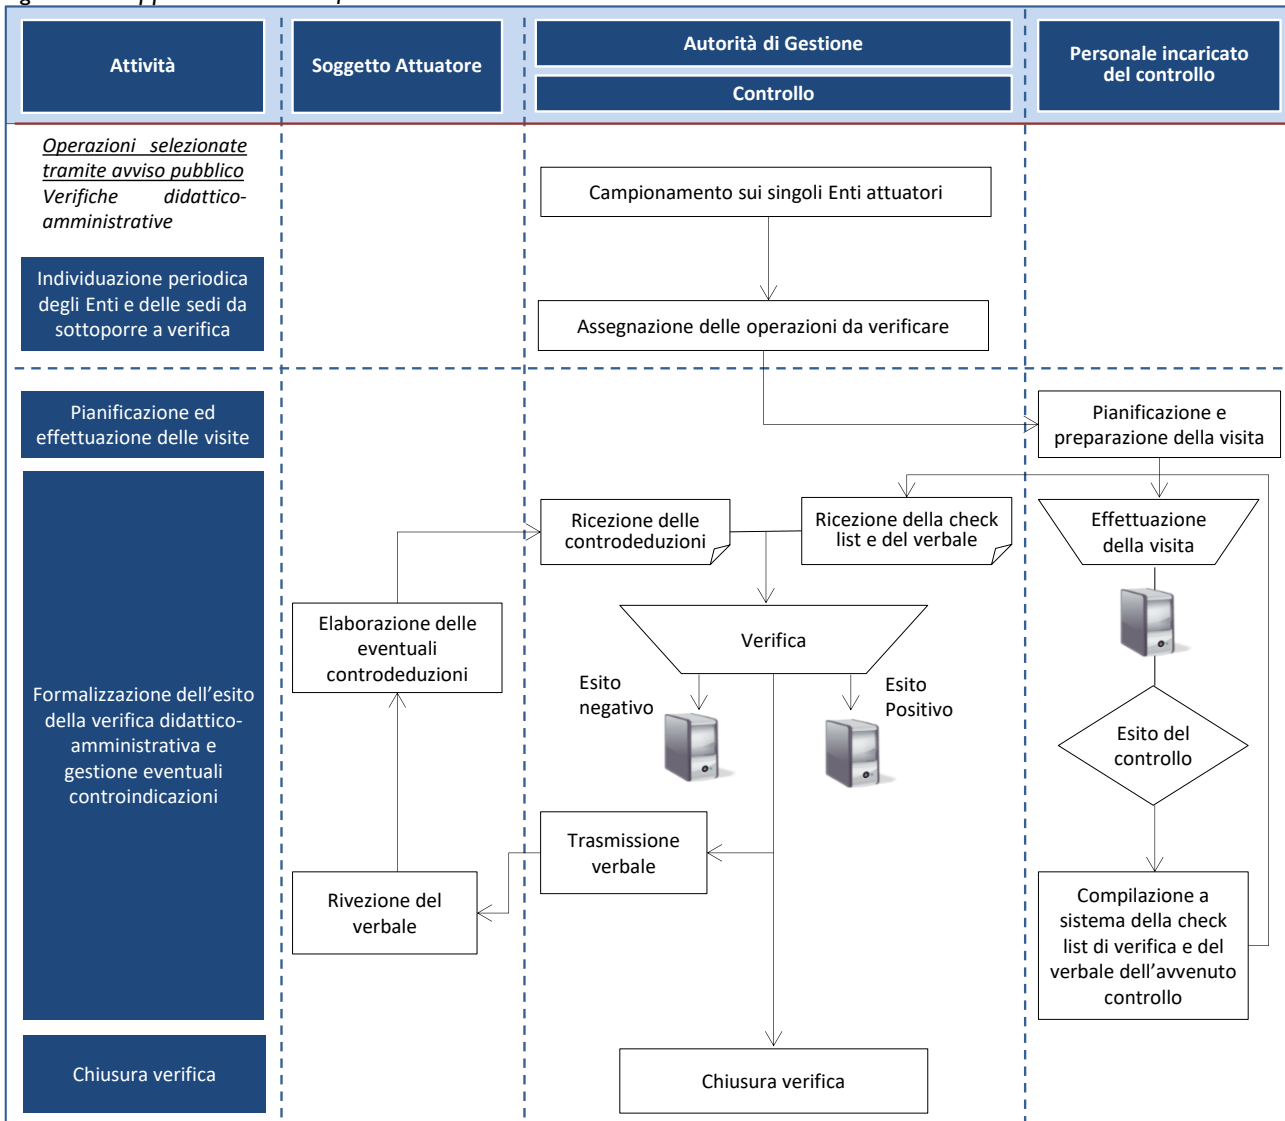 Attività
Soggetto Attuatore
Autorità di Gestione
Controllo
Personale incaricato
del controllo
Operazioni selezionate
tramite avviso pubblico
Verifiche didattico-
amministrative
Campionamento sui singoli Enti attuatori
Individuazione periodica
degli Enti e delle sedi da
sottoporre a verifica
Assegnazione delle operazioni da verificare
Pianificazione ed
effettuazione delle visite
Pianificazione e
preparazione della visita
Ricezione delle
controdeduzioni
Ricezione della check
list e del verbale
Effettuazione
della visita
Elaborazione delle
eventuali
controdeduzioni
Verifica
Esito
negativo
Esito
Positivo
Formalizzazione dell'esito
della verifica didattico-
amministrativa e
gestione eventuali
controindicazioni
Esito del
controllo
Trasmissione
verbale
Rivezione del
verbale
Compilazione a
sistema della check
list di verifica e del
verbale dell'avvenuto
controllo
Chiusura verifica
Chiusura verifica